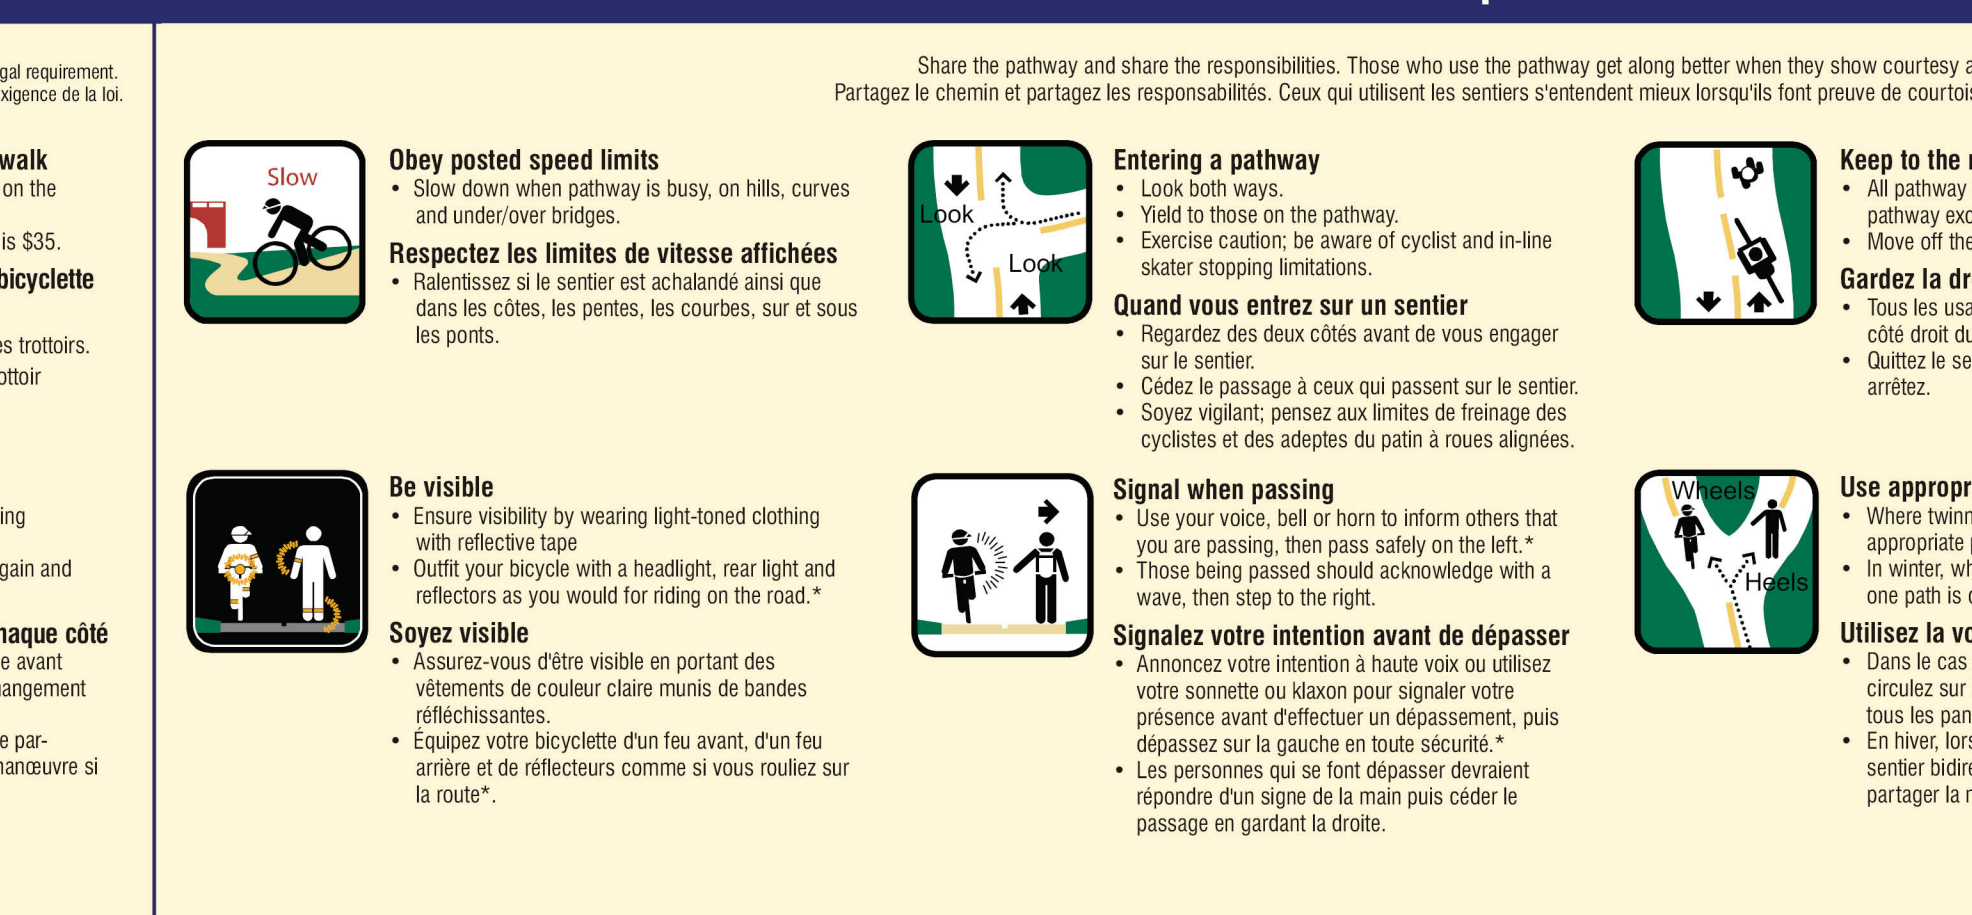 gal requirement.
xigence de la loi.
walk
on the
is $35.
bicyclette
es trottoirs.
ottoir
ing
gain and
haque côté
e avant
hangement
e par-
manœuvre si
Share the pathway and share the responsibilities. Those who use the pathway get along better when they show courtesy a
Partagez le chemin et partagez les responsabilités. Ceux qui utilisent les sentiers s'entendent mieux lorsqu'ils font preuve de courtois
Slow
Obey posted speed limits
• Slow down when pathway is busy, on hills, curves
and under/over bridges.
Respectez les limites de vitesse affichées
• Ralentissez si le sentier est achalandé ainsi que
dans les côtes, les pentes, les courbes, sur et sous
les ponts.
Look
Look
Entering a pathway
• Look both ways.
• Yield to those on the pathway.
• Exercise caution; be aware of cyclist and in-line
skater stopping limitations.
Quand vous entrez sur un sentier
• Regardez des deux côtés avant de vous engager
sur le sentier.
• Cédez le passage à ceux qui passent sur le sentier.
• Soyez vigilant; pensez aux limites de freinage des
cyclistes et des adeptes du patin à roues alignées.
Keep to the r
• All pathway
pathway exc
• Move off the
Gardez la dr
• Tous les usa
côté droit du
• Quittez le se
arrêtez.
Be visible
• Ensure visibility by wearing light-toned clothing
with reflective tape
• Outfit your bicycle with a headlight, rear light and
reflectors as you would for riding on the road.*
Soyez visible
• Assurez-vous d'être visible en portant des
vêtements de couleur claire munis de bandes
réfléchissantes.
• Équipez votre bicyclette d'un feu avant, d'un feu
arrière et de réflecteurs comme si vous rouliez sur
la route*.
Signal when passing
• Use your voice, bell or horn to inform others that
you are passing, then pass safely on the left.*
• Those being passed should acknowledge with a
wave, then step to the right.
Signalez votre intention avant de dépasser
• Annoncez votre intention à haute voix ou utilisez
votre sonnette ou klaxon pour signaler votre
présence avant d'effectuer un dépassement, puis
dépassez sur la gauche en toute sécurité.*
• Les personnes qui se font dépasser devraient
répondre d'un signe de la main puis céder le
passage en gardant la droite.
Wheels
Heels
Use appropr
• Where twinn
appropriate p
• In winter, wh
one path is c
Utilisez la vo
• Dans le cas
circulez sur
tous les pan
• En hiver, lors
sentier bidire
partager la r